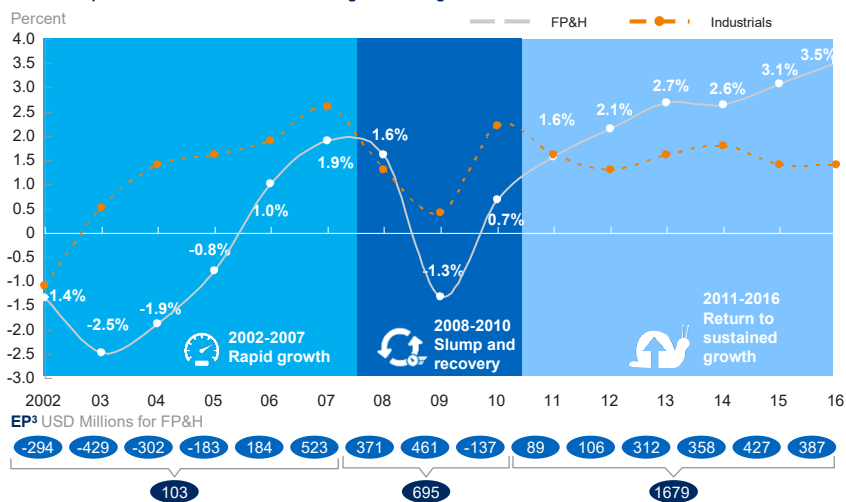 Percent
FP&H
Industrials
4.0
3.5
3.0
2.5
2.0
1.5
1.0
0.5
0
-0.5
-1.0
-1.5
-2.0
-2.5
-3.0
-1.4%
-2.5%
-1.9%
-0.8%
1.0%
1.9%
1.6%
-1.3%
0.7%
1.6%
2.1%
2.7%
2.6%
3.1%
3.5%
2002-2007
Rapid growth
2008-2010
Slump and
recovery
2011-2016
Return to
sustained
growth
2002 03 04 05 06 07 08 09 10 11 12 13 14 15 16
EP³ USD Millions for FP&H
-294 -429 -302 -183 184 523 371 461 -137 89 106 312 358 427 387
103 695 1679